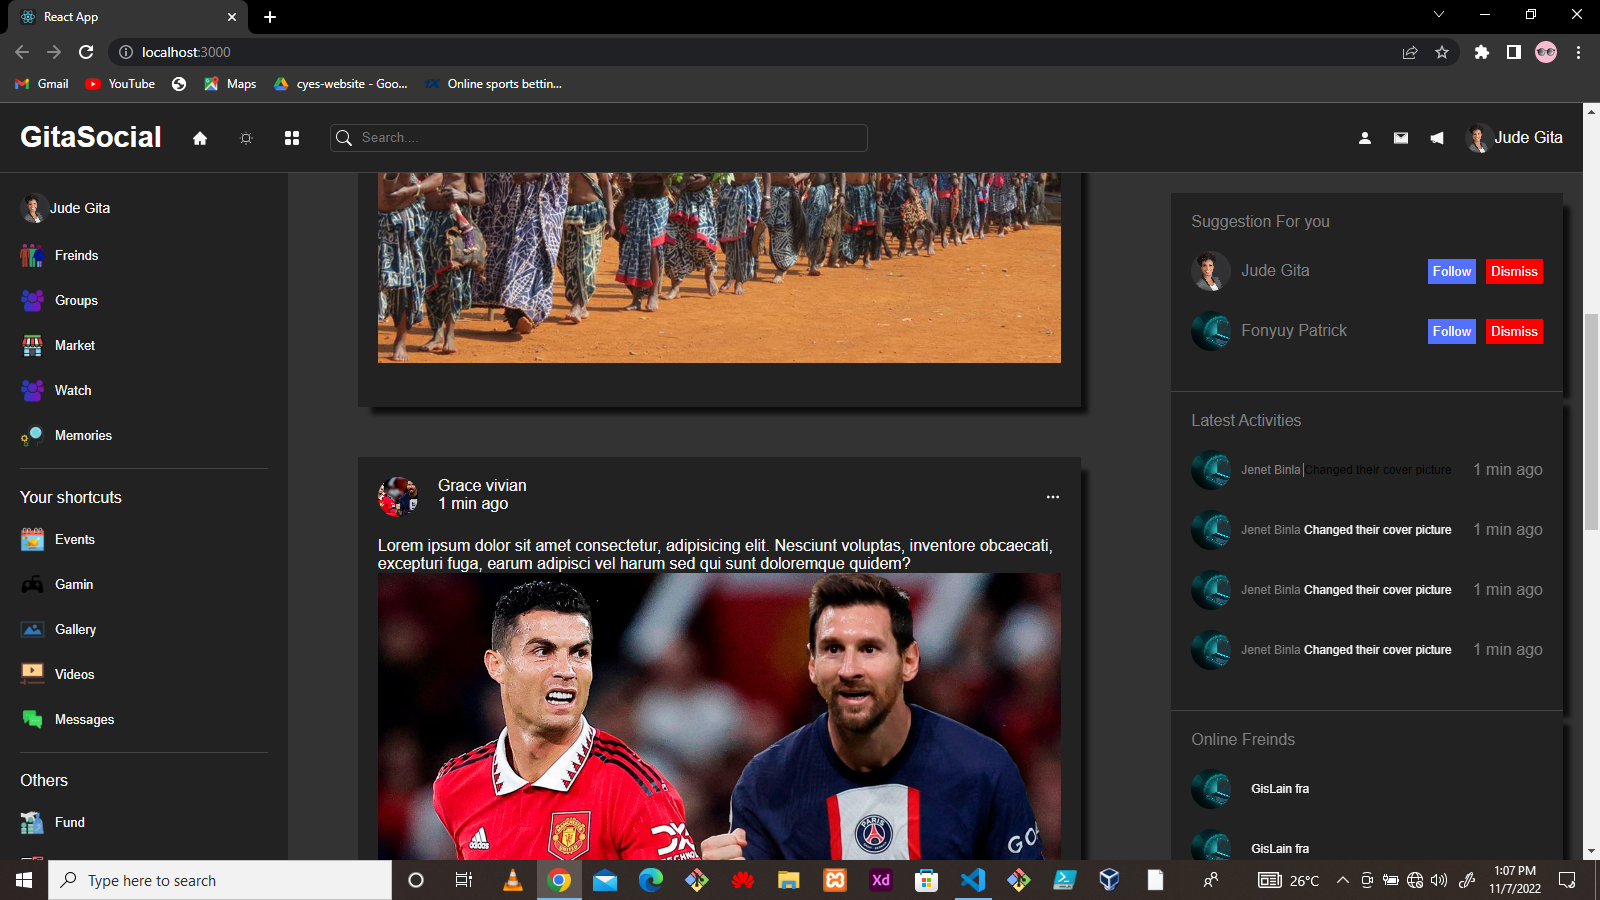 React App
localhost:3000
Gmail
YouTube
Maps
cyes-website - Goo...
Online sports bettin...
GitaSocial
Search....
Jude Gita
Jude Gita
Freinds
Groups
Market
Watch
Memories
Your shortcuts
Events
Gamin
Gallery
Videos
Messages
Others
Fund
Grace vivian
1 min ago
Lorem ipsum dolor sit amet consectetur, adipisicing elit. Nesciunt voluptas, inventore obcaecati,
excepturi fuga, earum adipisci vel harum sed qui sunt doloremque quidem?
adidas
MANCHESTER
UNITED
PARIS
Suggestion For you
Jude Gita
Follow
Dismiss
Fonyuy Patrick
Follow
Dismiss
Latest Activities
Jenet Binla Changed their cover picture 1 min ago
Jenet Binla Changed their cover picture 1 min ago
Jenet Binla Changed their cover picture 1 min ago
Jenet Binla Changed their cover picture 1 min ago
Online Freinds
GisLain fra
GisLain fra
Type here to search
Xd
26°C
1:07 PM
11/7/2022